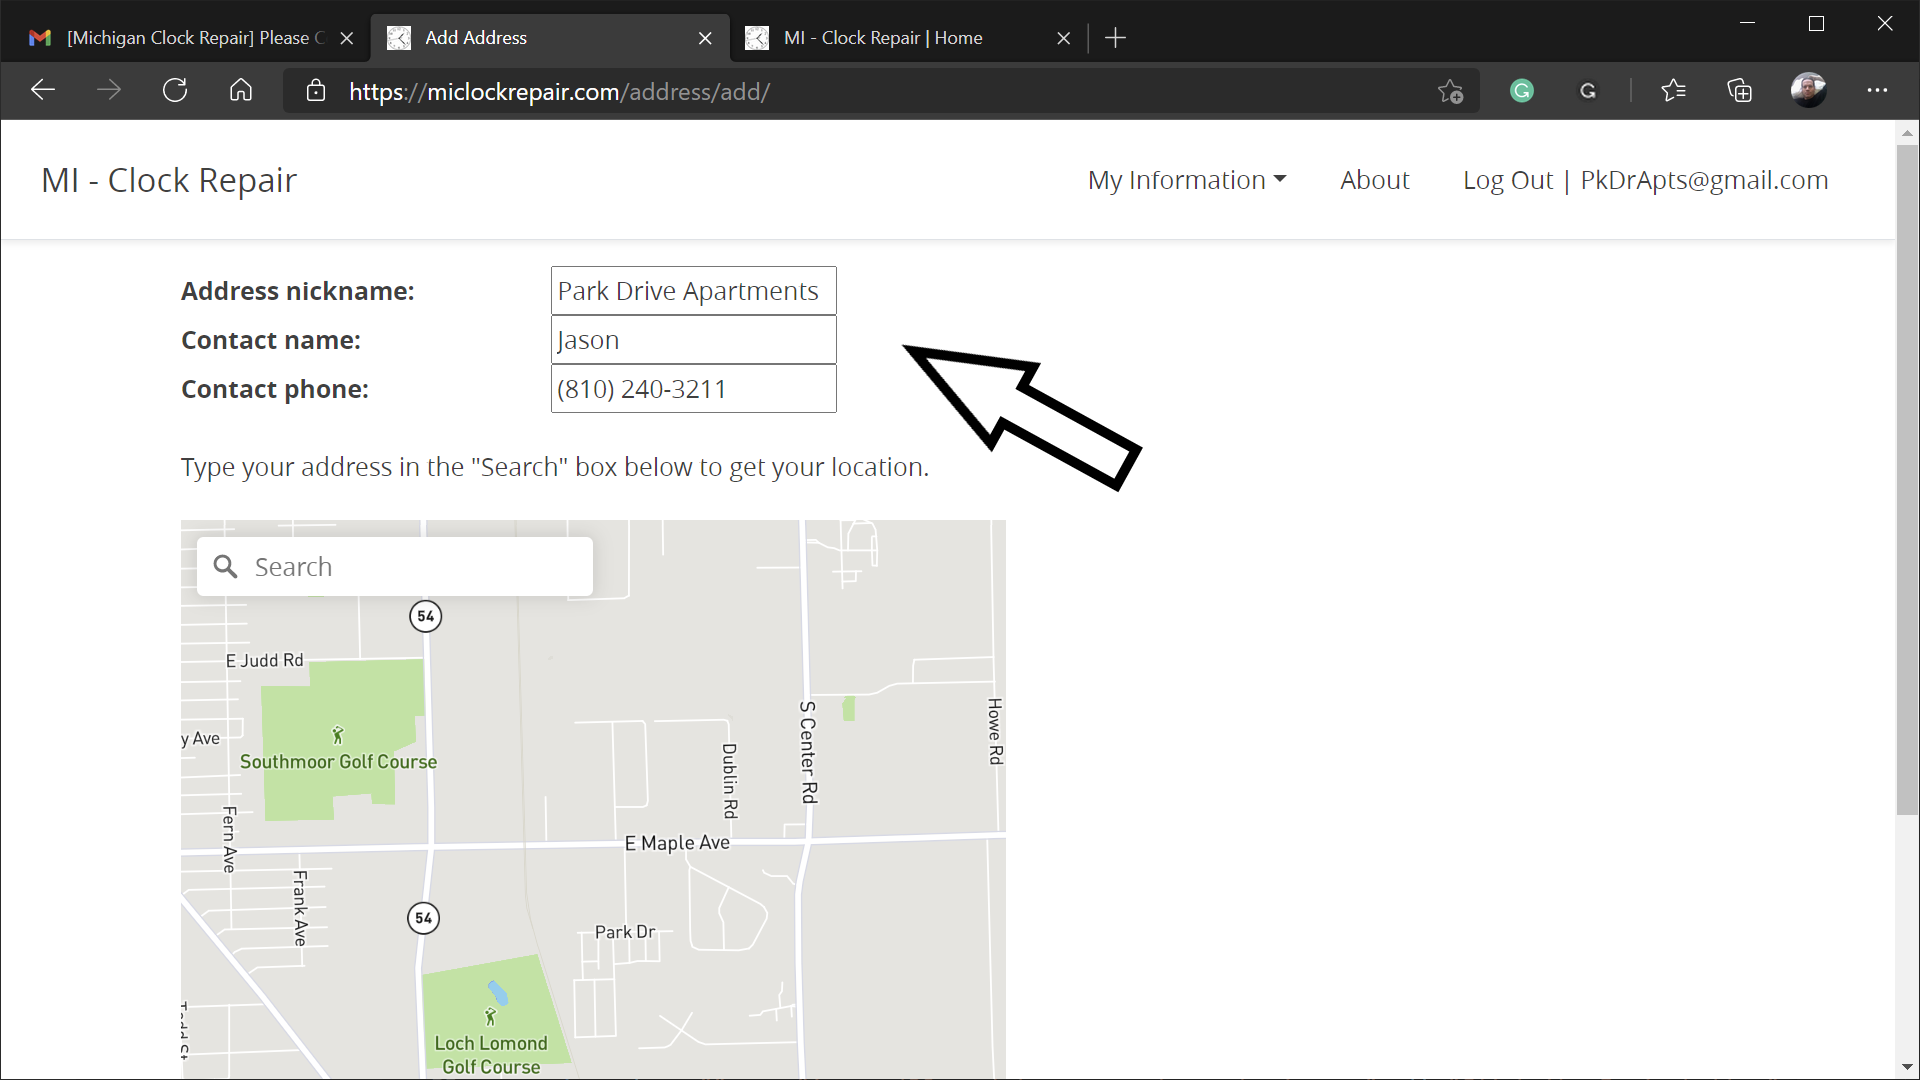 [Michigan Clock Repair] Please C
Add Address
MI - Clock Repair | Home
https://miclockrepair.com/address/add/
MI - Clock Repair
My Information
About
Log Out | PkDrApts@gmail.com
Address nickname:
Park Drive Apartments
Contact name:
Jason
Contact phone:
(810) 240-3211
Type your address in the "Search" box below to get your location.
Search
54
E Judd Rd
S Center Rd
Howe Rd
y Ave
Southmoor Golf Course
Dublin Rd
Fern Ave
E Maple Ave
Frank Ave
54
Park Dr
Loch Lomond
Golf Course